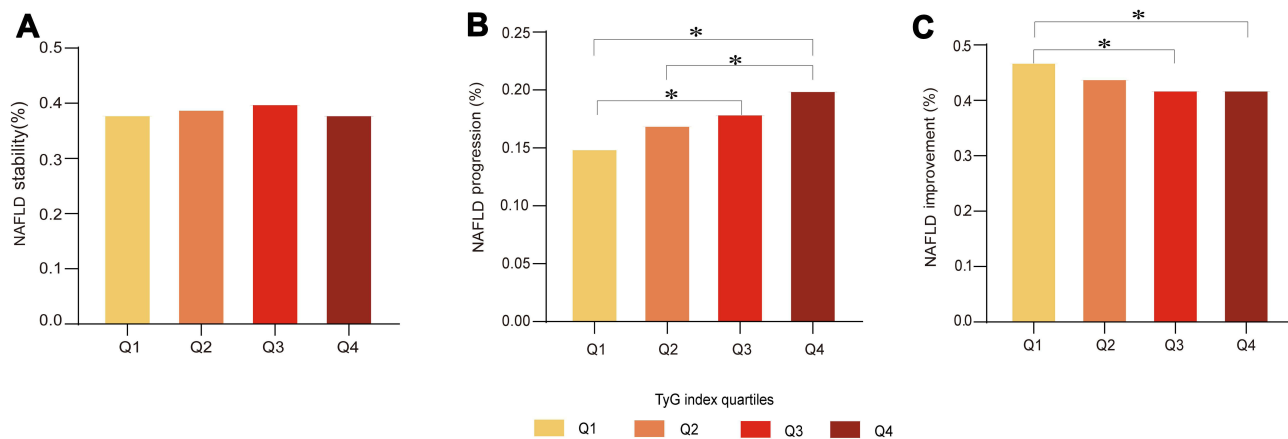 A
NAFLD stability(%)
0.5
0.4
0.3
0.2
0.1
0.0
Q1 Q2 Q3 Q4
B
NAFLD progression (%)
0.25
0.20
0.15
0.10
0.05
0.00
* 
*
*
Q1 Q2 Q3 Q4
C
NAFLD improvement (%)
0.5
0.4
0.3
0.2
0.1
0.0
*
*
Q1 Q2 Q3 Q4
TyG index quartiles
Q1 Q2 Q3 Q4